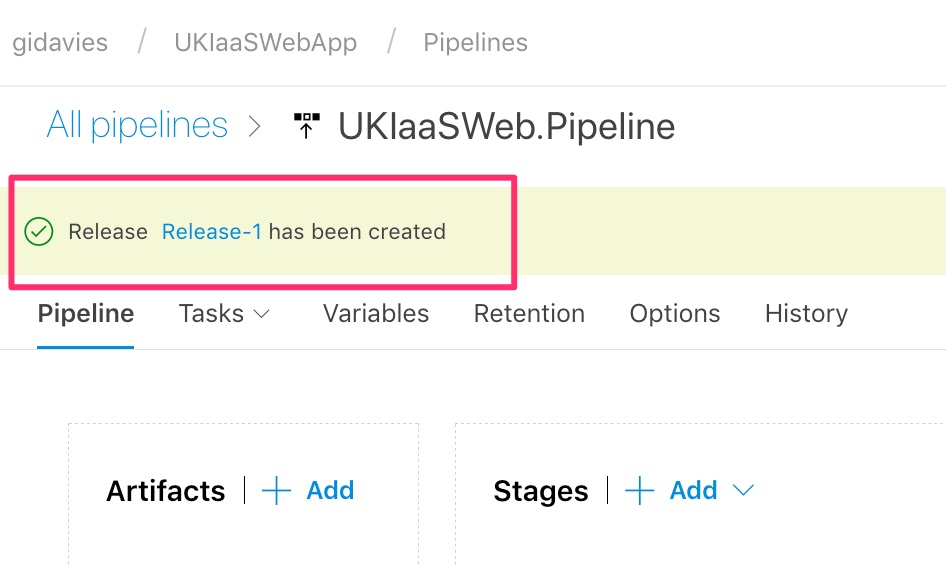 gidavies / UKIaaSWebApp / Pipelines
All pipelines > UKIaaSWeb.Pipeline
Release Release-1 has been created
Pipeline Tasks Variables Retention Options History
Artifacts | + Add Stages | + Add